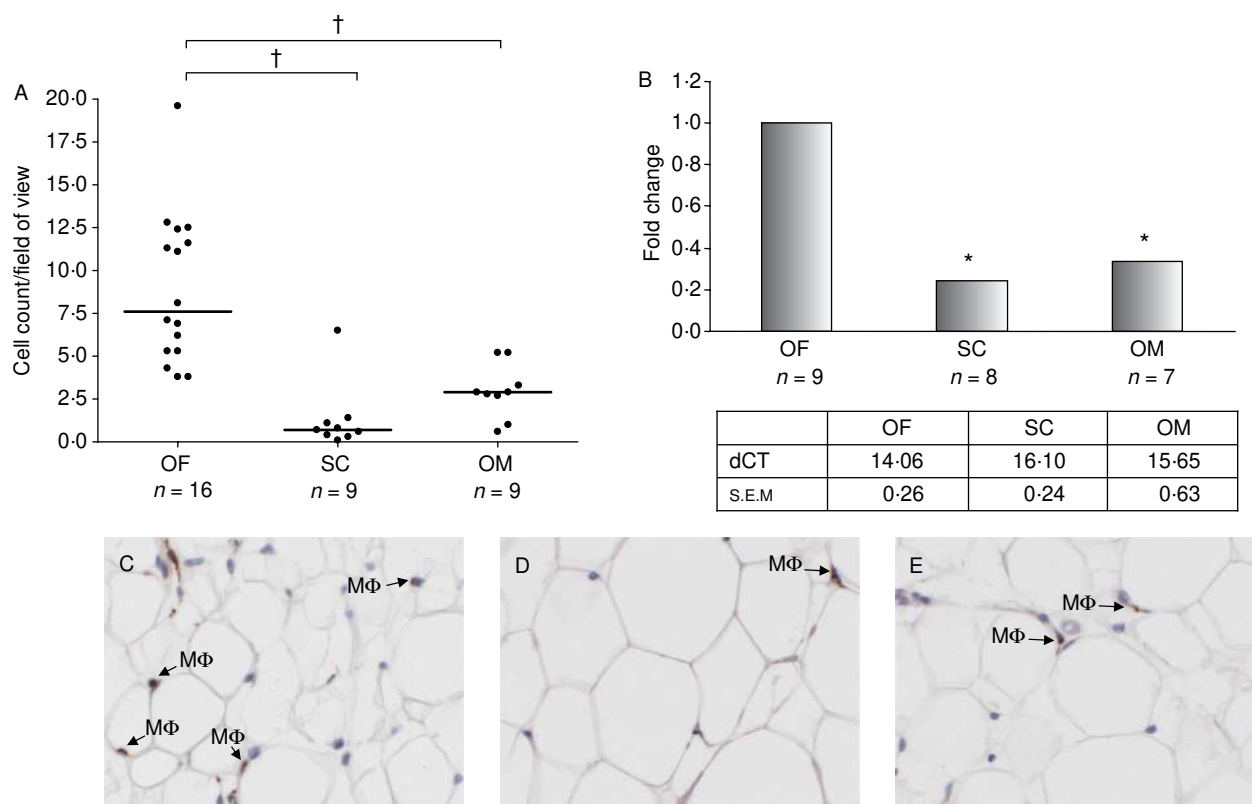 †
†
A
Cell count/field of view
20·0
17·5
15·0
12·5
10·0
7·5
5·0
2·5
0·0
OF SC OM
n = 16 n = 9 n = 9
B
Fold change
1·2
1·0
0·8
0·6
0·4
0·2
0·0
* *
OF SC OM
n = 9 n = 8 n = 7
OF SC OM
dCT 14·06 16·10 15·65
S.E.M 0·26 0·24 0·63
C
MΦ
MΦ
MΦ
MΦ
D
MΦ
E
MΦ
MΦ